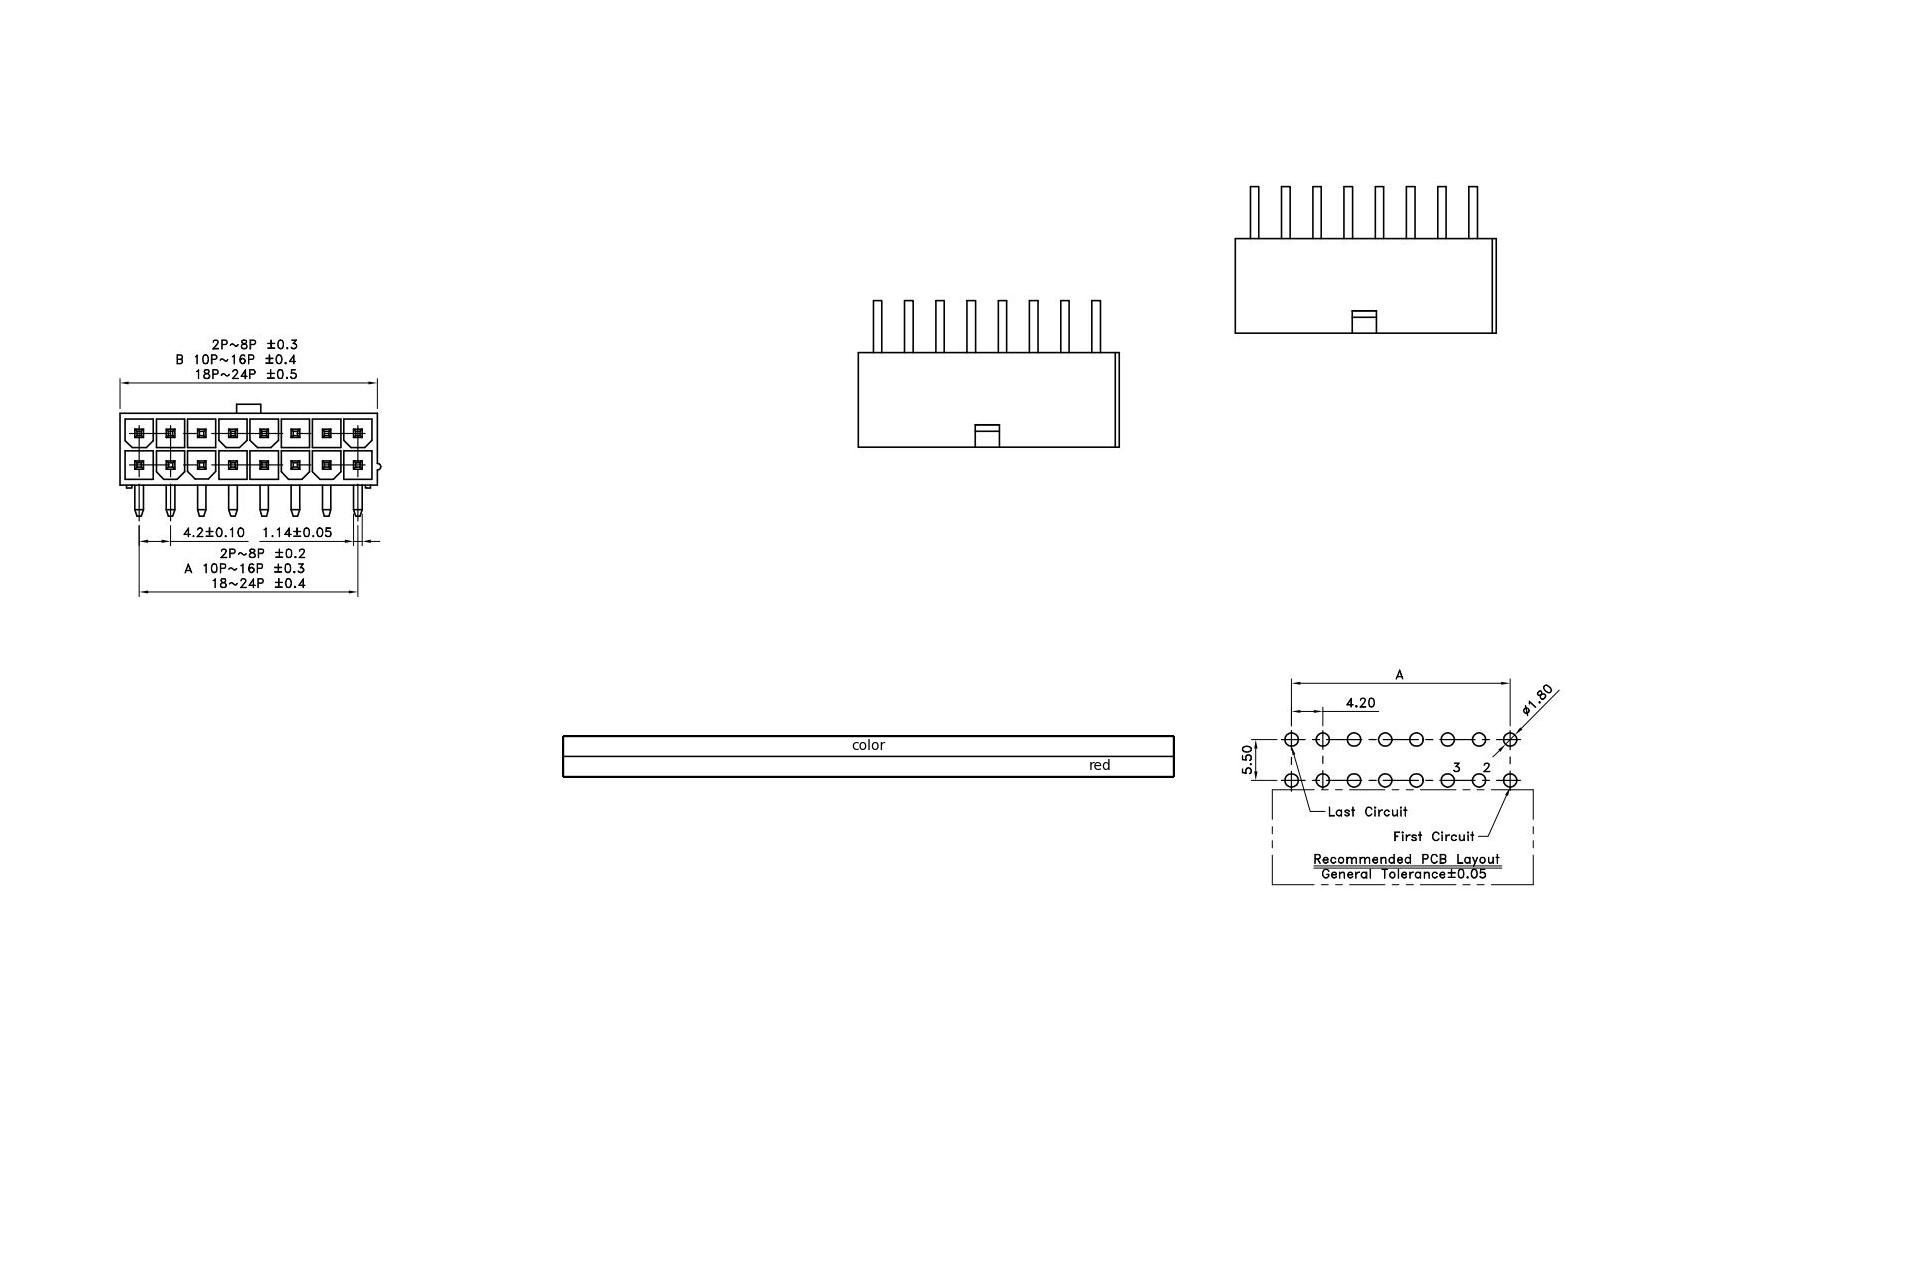 2P~8P ±0.3
B 10P~16P ±0.4
18P~24P ±0.5
4.2±0.10 1.14±0.05
2P~8P ±0.2
A 10P~16P ±0.3
18~24P ±0.4
color
red
A
4.20
ø1.80
5.50
3 2
Last Circuit
First Circuit
Recommended PCB Layout
General Tolerance±0.05